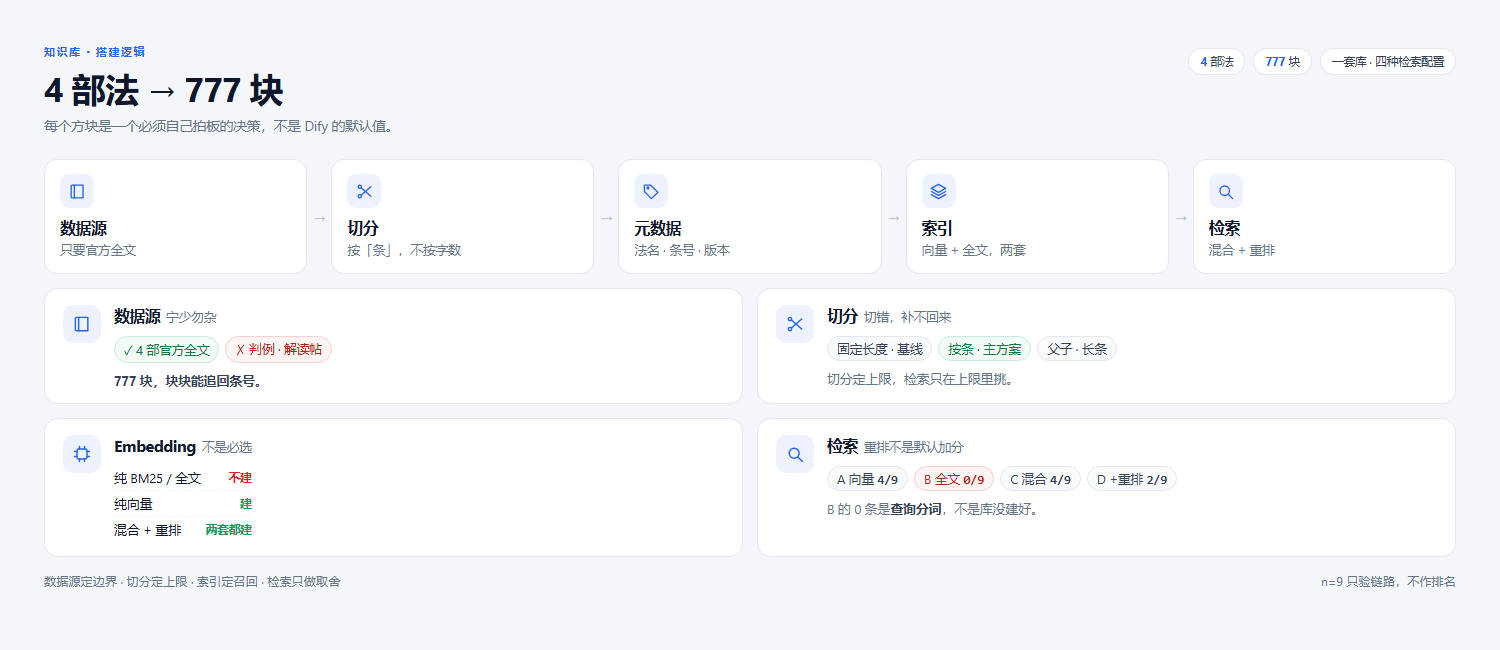 知识库 · 搭建逻辑
4 部法 → 777 块
每个方块是一个必须自己拍板的决策，不是 Dify 的默认值。
4 部法
777 块
一套库 · 四种检索配置
数据源
只要官方全文
→
切分
按「条」，不按字数
→
元数据
法名 · 条号 · 版本
→
索引
向量 + 全文，两套
→
检索
混合 + 重排
数据源 宁少勿杂
✓ 4 部官方全文
✗ 判例 · 解读帖
777 块，块块能追回条号。
切分 切错，补不回来
固定长度 · 基线
按条 · 主方案
父子 · 长条
切分定上限，检索只在上限里挑。
Embedding 不是必选
纯 BM25 / 全文 不建
纯向量 建
混合 + 重排 两套都建
检索 重排不是默认加分
A 向量 4/9
B 全文 0/9
C 混合 4/9
D +重排 2/9
B 的 0 条是查询分词，不是库没建好。
数据源定边界 · 切分定上限 · 索引定召回 · 检索只做取舍
n=9 只验链路，不作排名